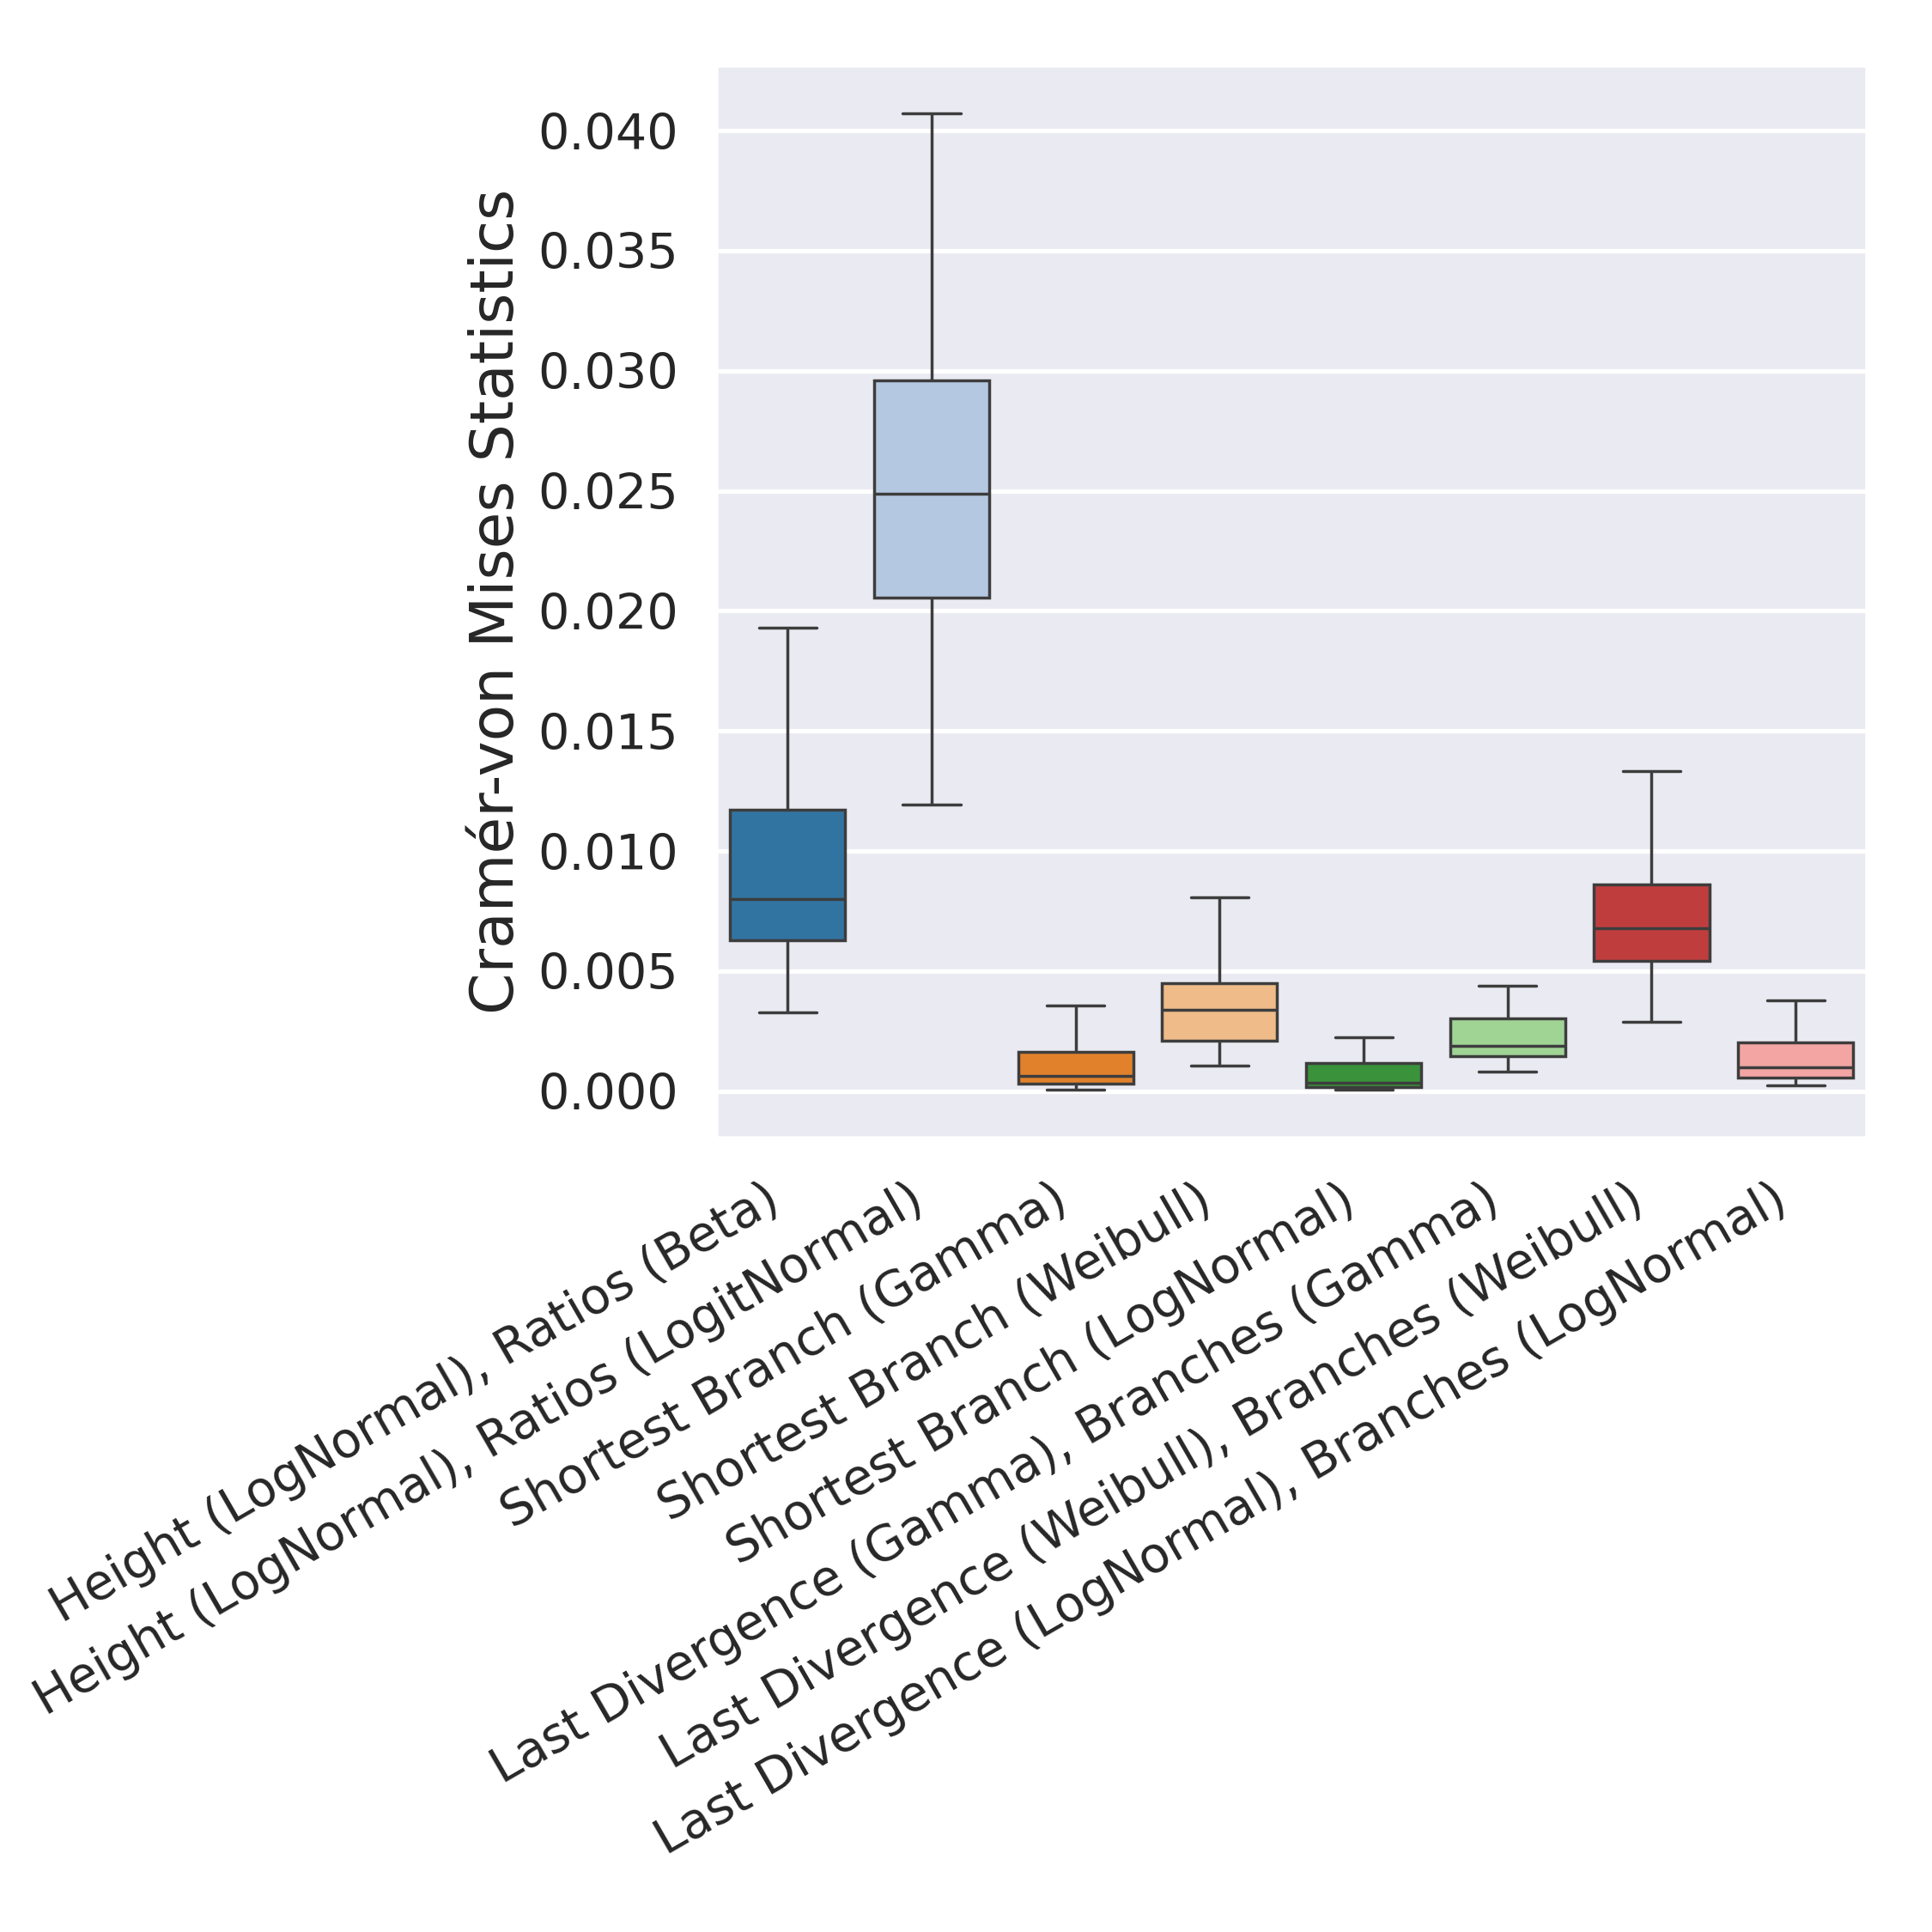 Cramér-von Mises Statistics
0.040
0.035
0.030
0.025
0.020
0.015
0.010
0.005
0.000
Height (LogNormal), Ratios (Beta)
Height (LogNormal), Ratios (LogitNormal)
Shortest Branch (Gamma)
Shortest Branch (Weibull)
Shortest Branch (LogNormal)
Last Divergence (Gamma), Branches (Gamma)
Last Divergence (Weibull), Branches (Weibull)
Last Divergence (LogNormal), Branches (LogNormal)